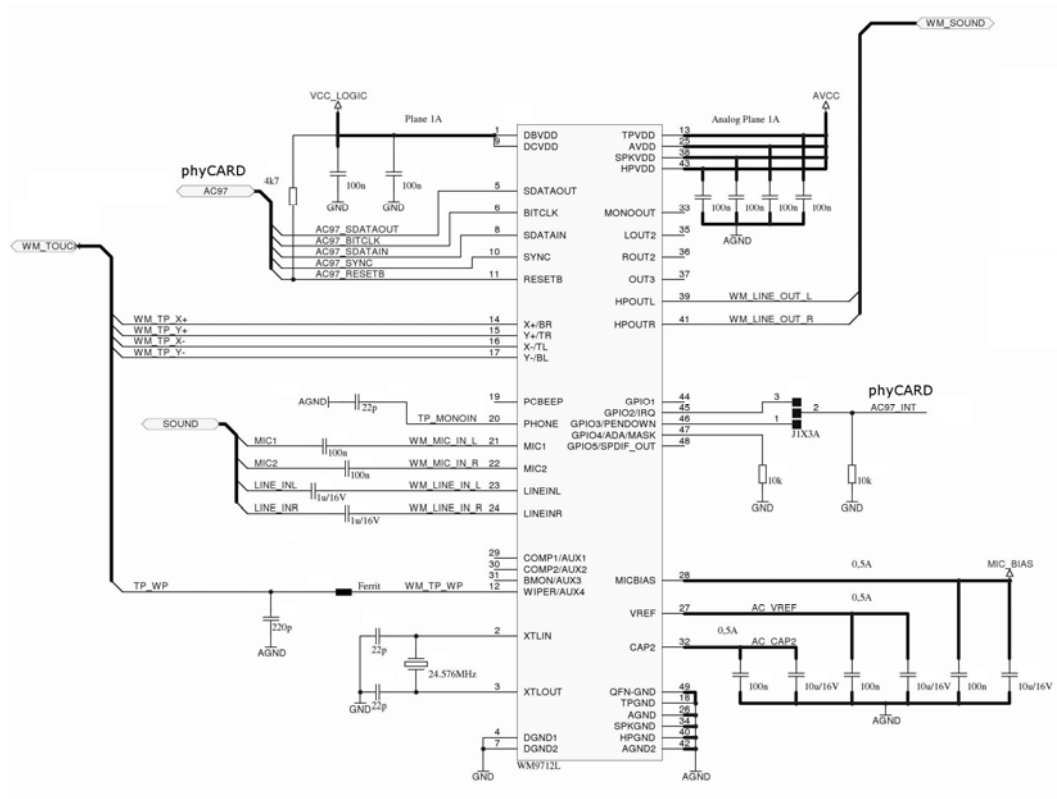 WM_SOUND
VCC_LOGIC
AVCC
Plane 1A
Analog Plane 1A
1 DBVDD
9 DCVDD
TPVDD 13
AVDD 25
SPKVDD 38
HPVDD 43
phyCARD
4k7
AC97
100n
100n
GND
GND
100n
100n
100n
100n
AGND
5 SDATAOUT
6 BITCLK
8 SDATAIN
10 SYNC
11 RESETB
AC97_SDATAOUT
AC97_BITCLK
AC97_SDATAIN
AC97_SYNC
AC97_RESETB
MONOOUT 33
LOUT2 35
ROUT2 36
OUT3 37
HPOUTL 39 WM_LINE_OUT_L
HPOUTR 41 WM_LINE_OUT_R
WM_TOUC
WM_TP_X+ 14 X+/BR
WM_TP_Y+ 15 Y+/TR
WM_TP_X- 16 X-/TL
WM_TP_Y- 17 Y-/BL
phyCARD
AC97_INT
AGND
22p
19 PCBEEP
TP_MONOIN 20 PHONE
GPIO1 44
GPIO2/IRQ 45
GPIO3/PENDOWN 46
GPIO4/ADA/MASK 47
GPIO5/SPDIF_OUT 48
3
2
1
J1X3A
10k
10k
GND
GND
SOUND
MIC1 100n WM_MIC_IN_L 21 MIC1
MIC2 100n WM_MIC_IN_R 22 MIC2
LINE_INL 1u/16V WM_LINE_IN_L 23 LINEINL
LINE_INR 1u/16V WM_LINE_IN_R 24 LINEINR
29 COMP1/AUX1
30 COMP2/AUX2
31 BMON/AUX3
TP_WP Ferrit WM_TP_WP 12 WIPER/AUX4
220p
AGND
MICBIAS 28 0,5A MIC_BIAS
VREF 27 AC_VREF 0,5A
CAP2 32 AC_CAP2 0,5A
100n
10u/16V
100n
10u/16V
100n
10u/16V
AGND
2 XTLIN
22p
24.576MHz
3 XTLOUT
GND
22p
QFN-GND 49
TPGND 18
AGND 26
SPKGND 34
HPGND 40
AGND2 42
AGND
4 DGND1
7 DGND2
GND
WM9712L